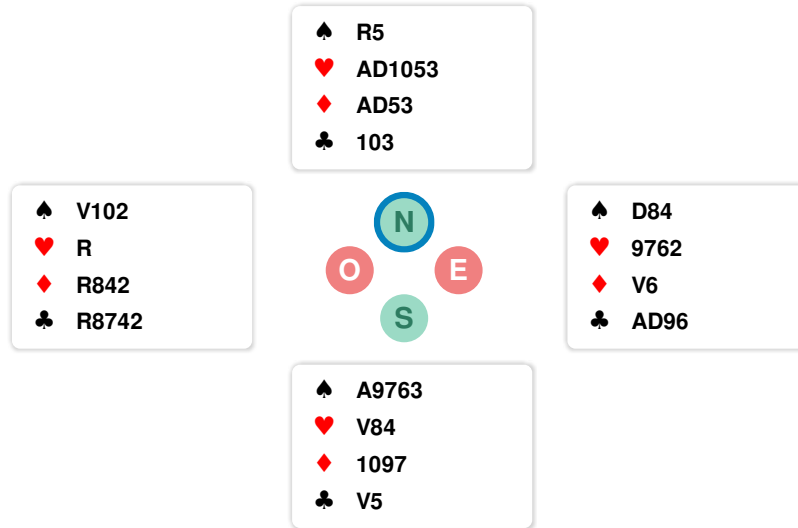 ♠ R5
♥ AD1053
♦ AD53
♣ 103
♠ V102
♥ R
♦ R842
♣ R8742
N
O
E
S
♠ D84
♥ 9762
♦ V6
♣ AD96
♠ A9763
♥ V84
♦ 1097
♣ V5